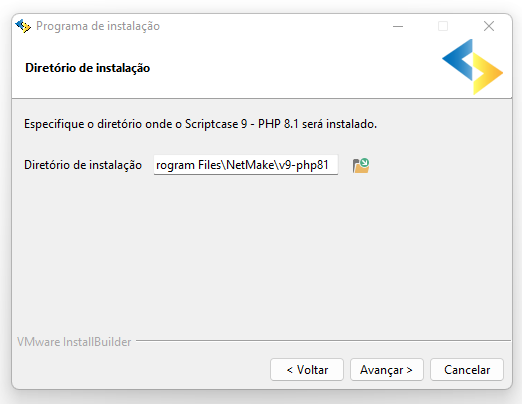 Programa de instalação
Diretório de instalação
Especifique o diretório onde o Scriptcase 9 - PHP 8.1 será instalado.
Diretório de instalação rogram Files\NetMake\v9-php81
VMware InstallBuilder
< Voltar Avançar > Cancelar